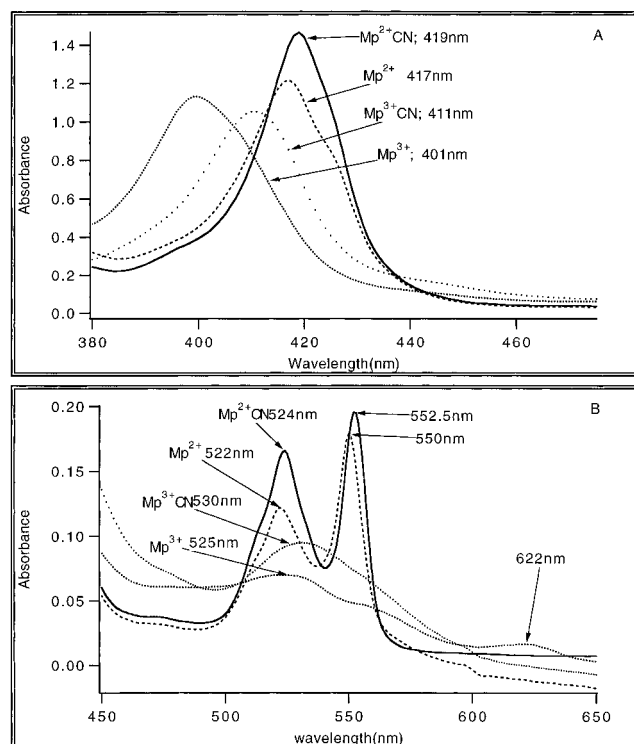 A
1.4
1.2
1.0
0.8
0.6
0.4
0.2
0.0
Absorbance
Mp2+CN; 419nm
Mp2+ 417nm
Mp3+CN; 411nm
Mp3+; 401nm
380
400
420
440
460
Wavelength(nm)
B
0.20
0.15
0.10
0.05
0.00
Absorbance
Mp2+CN524nm
Mp2+ 522nm
Mp3+CN530nm
Mp3+ 525nm
552.5nm
550nm
622nm
450
500
550
600
650
wavelength(nm)